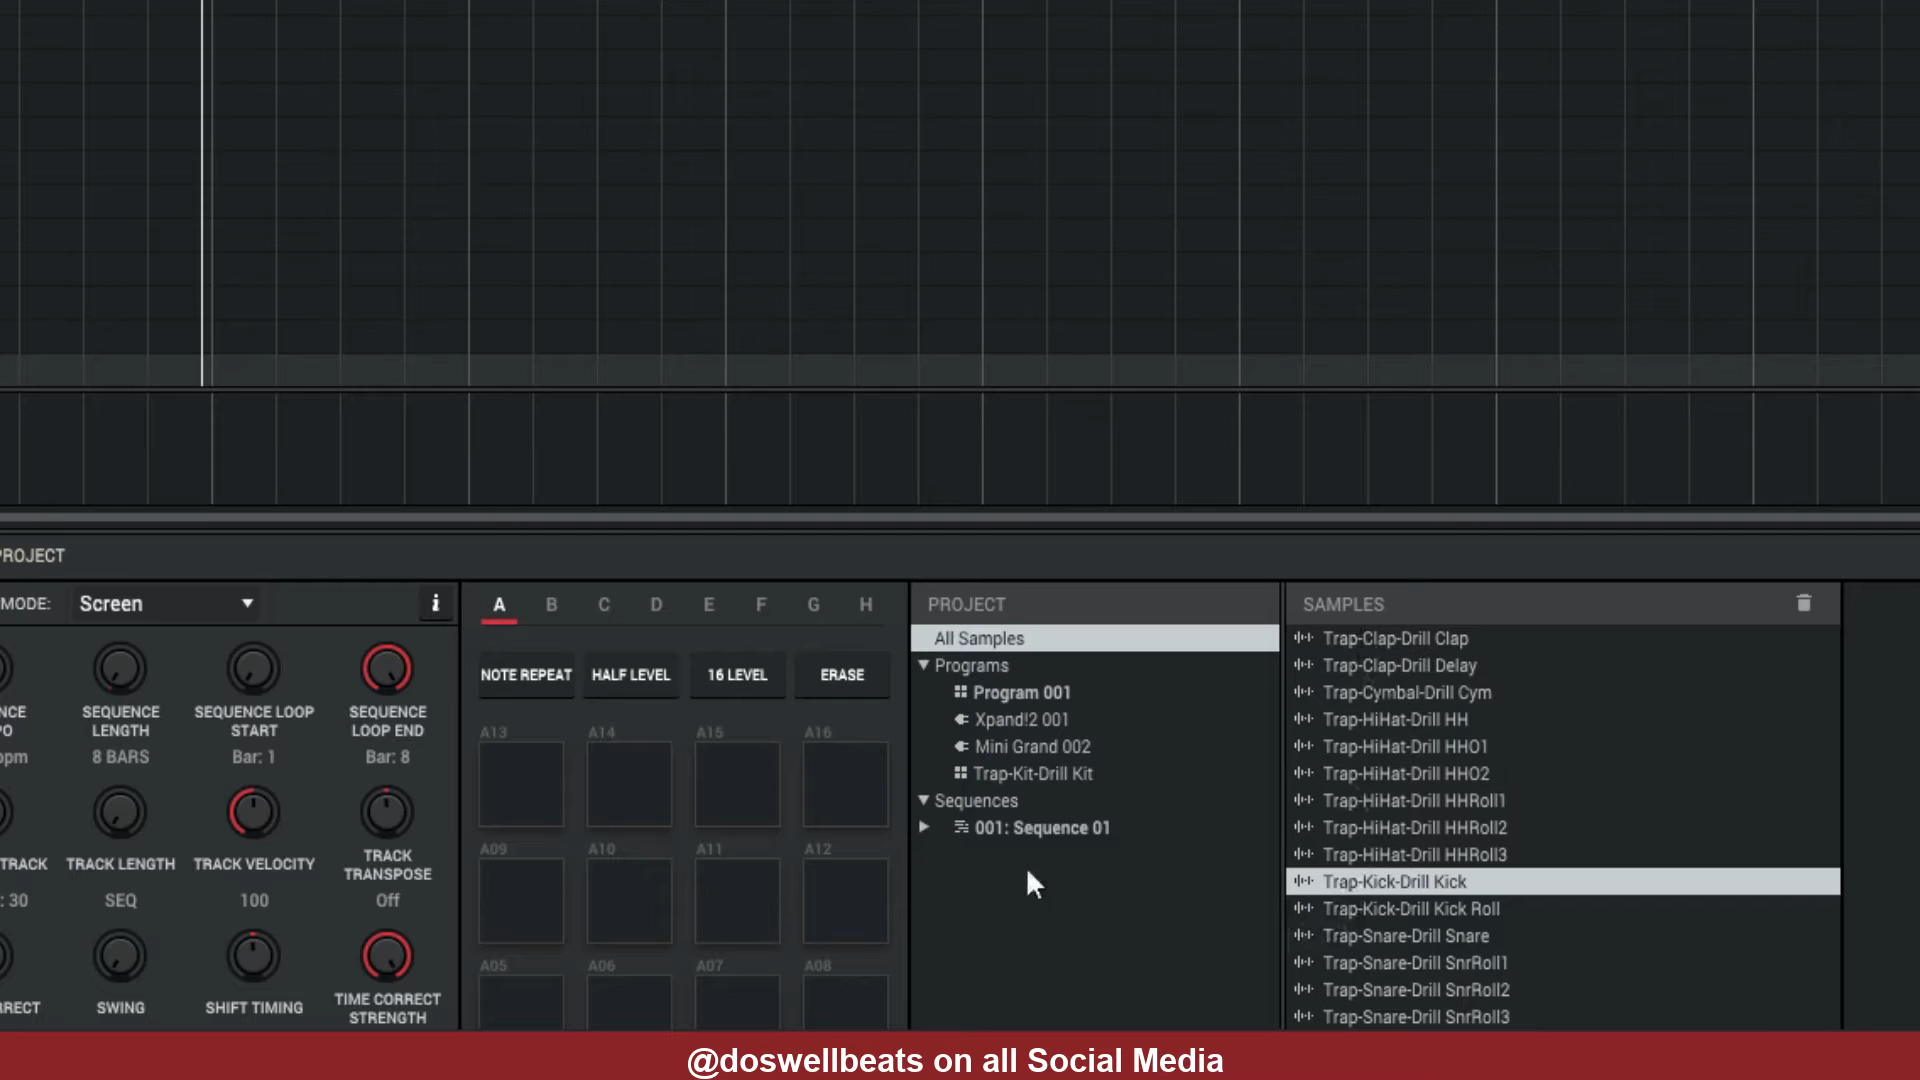 PROJECT
MODE: Screen
i
A B C D E F G H
PROJECT
SAMPLES
All Samples
Programs
Program 001
Xpand!2 001
Mini Grand 002
Trap-Kit-Drill Kit
Sequences
001: Sequence 01
Trap-Clap-Drill Clap
Trap-Clap-Drill Delay
Trap-Cymbal-Drill Cym
Trap-HiHat-Drill HH
Trap-HiHat-Drill HHO1
Trap-HiHat-Drill HHO2
Trap-HiHat-Drill HHRoll1
Trap-HiHat-Drill HHRoll2
Trap-HiHat-Drill HHRoll3
Trap-Kick-Drill Kick
Trap-Kick-Drill Kick Roll
Trap-Snare-Drill Snare
Trap-Snare-Drill SnrRoll1
Trap-Snare-Drill SnrRoll2
Trap-Snare-Drill SnrRoll3
NOTE REPEAT HALF LEVEL 16 LEVEL ERASE
A13 A14 A15 A16
A09 A10 A11 A12
A05 A06 A07 A08
SEQUENCE LENGTH
8 BARS
SEQUENCE LOOP START
Bar: 1
SEQUENCE LOOP END
Bar: 8
TRACK
: 30
TRACK LENGTH
SEQ
TRACK VELOCITY
100
TRACK TRANSPOSE
Off
SWING
SHIFT TIMING
TIME CORRECT STRENGTH
@doswellbeats on all Social Media